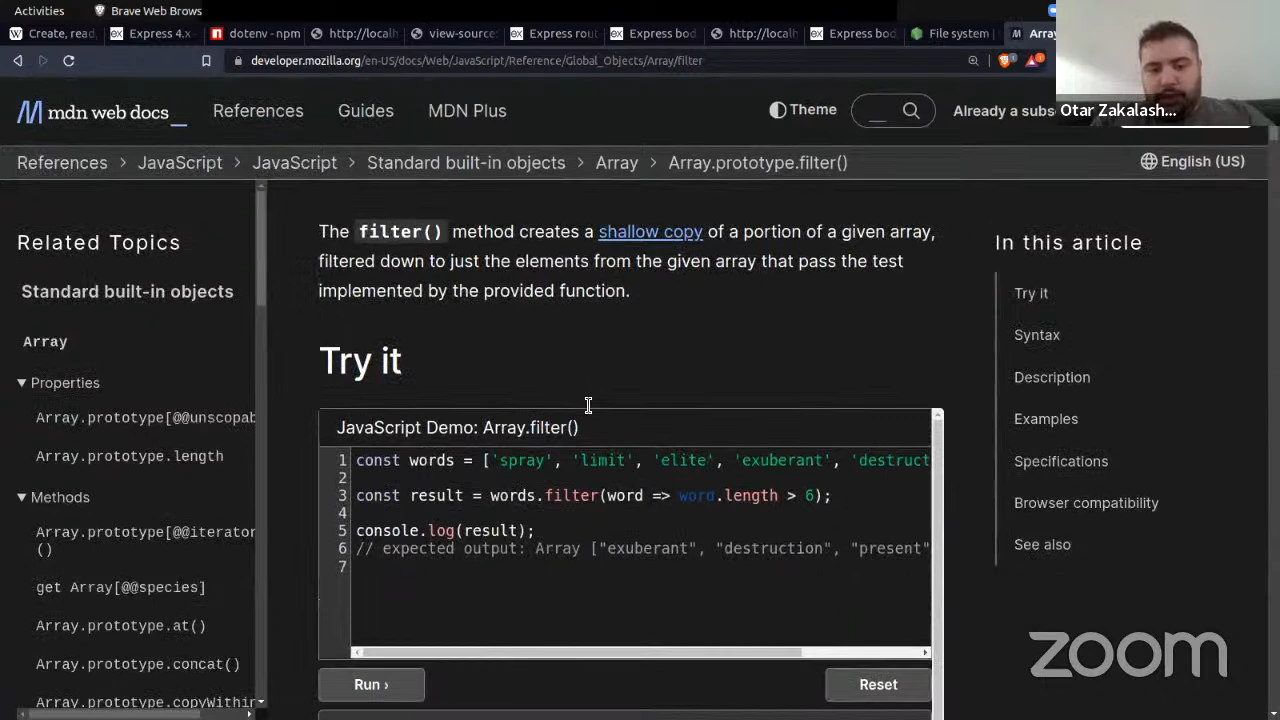 Activities
Brave Web Brows
Create, read,
Express 4.x
dotenv - npm
http://localh
view-source:
Express rout
Express bod
http://localh
Express bod
File system
Array
developer.mozilla.org/en-US/docs/Web/JavaScript/Reference/Global_Objects/Array/filter
Otar Zakalash...
mdn web docs
References
Guides
MDN Plus
Theme
Already a subs
References > JavaScript > JavaScript > Standard built-in objects > Array > Array.prototype.filter()
English (US)
Related Topics
Standard built-in objects
Array
Properties
Array.prototype[@@unscopab
Array.prototype.length
Methods
Array.prototype[@@iterator
()
get Array[@@species]
Array.prototype.at()
Array.prototype.concat()
Array.prototype.copyWithin
The filter() method creates a shallow copy of a portion of a given array,
filtered down to just the elements from the given array that pass the test
implemented by the provided function.
Try it
JavaScript Demo: Array.filter()
1 const words = ['spray', 'limit', 'elite', 'exuberant', 'destruct
2
3 const result = words.filter(word => word.length > 6);
4
5 console.log(result);
6 // expected output: Array ["exuberant", "destruction", "present"
7
Run ›
Reset
In this article
Try it
Syntax
Description
Examples
Specifications
Browser compatibility
See also
zoom